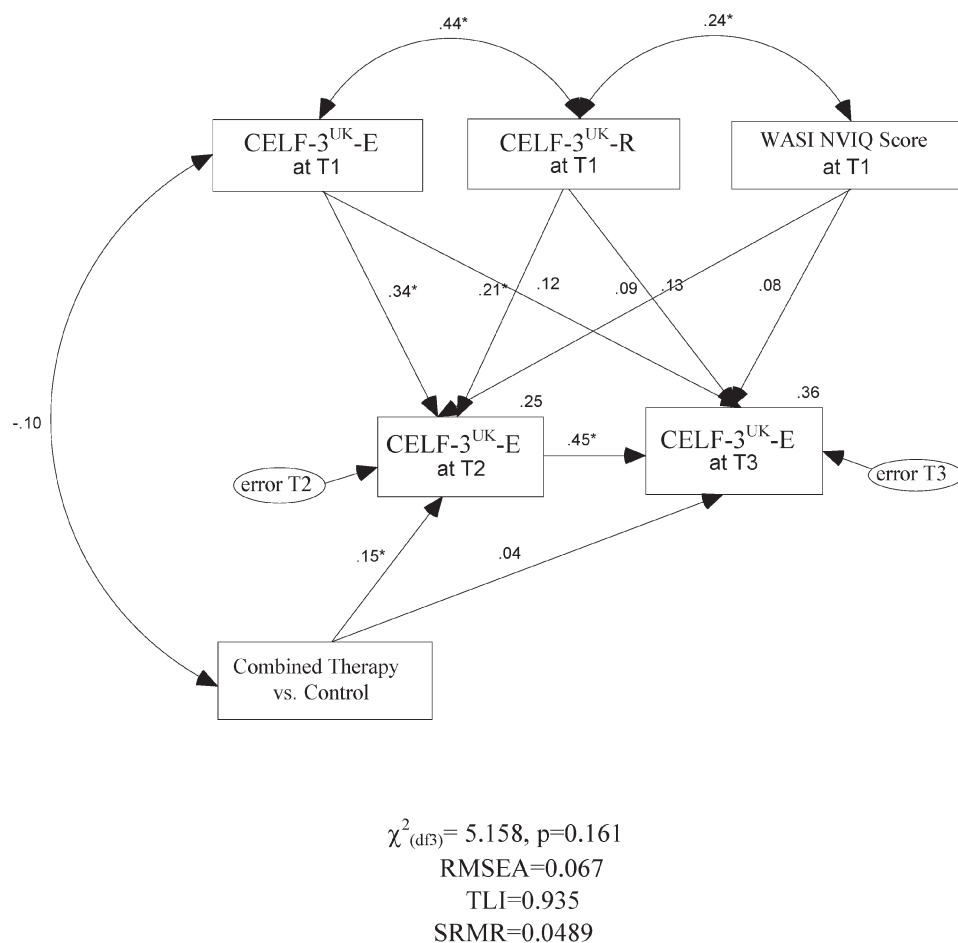 .44*
.24*
CELF-3ᵁᴷ-E
at T1
CELF-3ᵁᴷ-R
at T1
WASI NVIQ Score
at T1
.34*
.21*
.12
.09
.13
.08
-.10
.25
.36
CELF-3ᵁᴷ-E
at T2
.45*
CELF-3ᵁᴷ-E
at T3
error T2
error T3
.15*
.04
Combined Therapy
vs. Control
χ²(df3)= 5.158, p=0.161
RMSEA=0.067
TLI=0.935
SRMR=0.0489